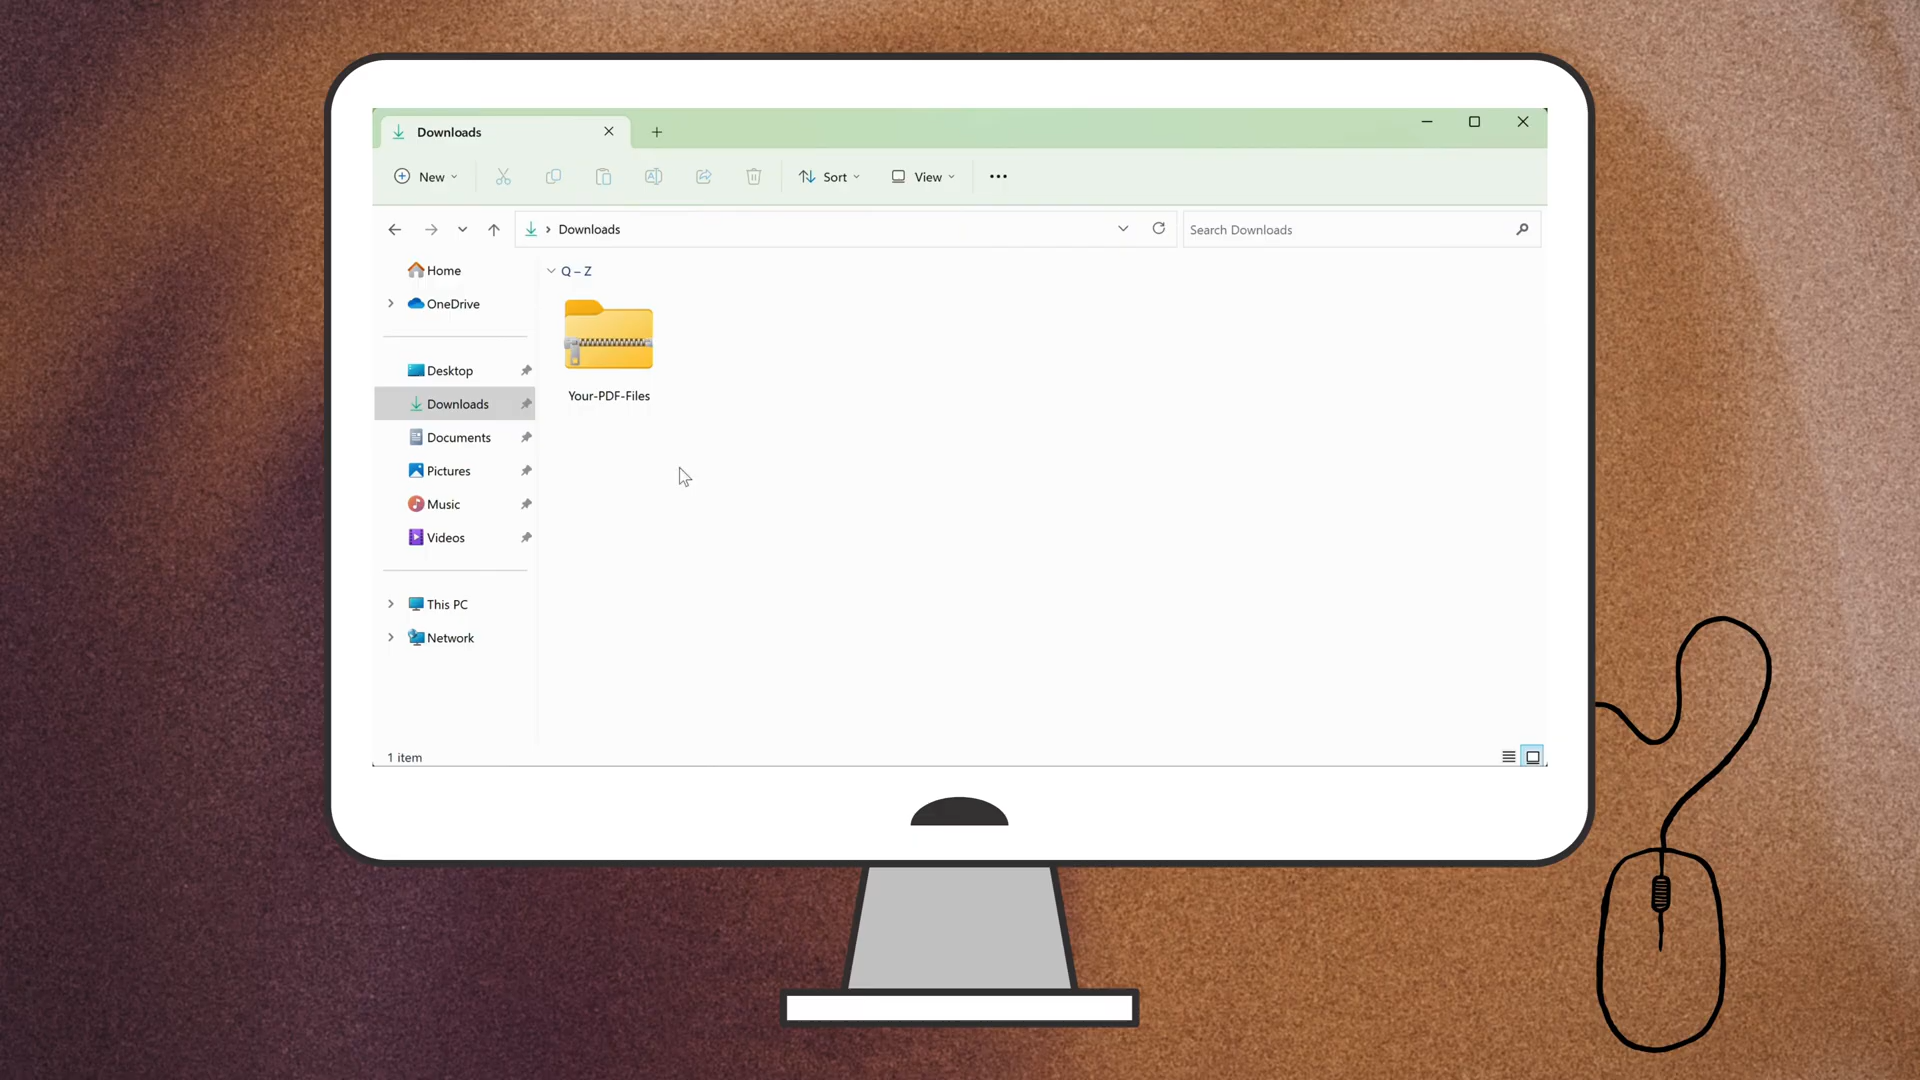 Downloads
New
Sort
View
Downloads
Search Downloads
Home
OneDrive
Desktop
Downloads
Documents
Pictures
Music
Videos
This PC
Network
Q – Z
Your-PDF-Files
1 item